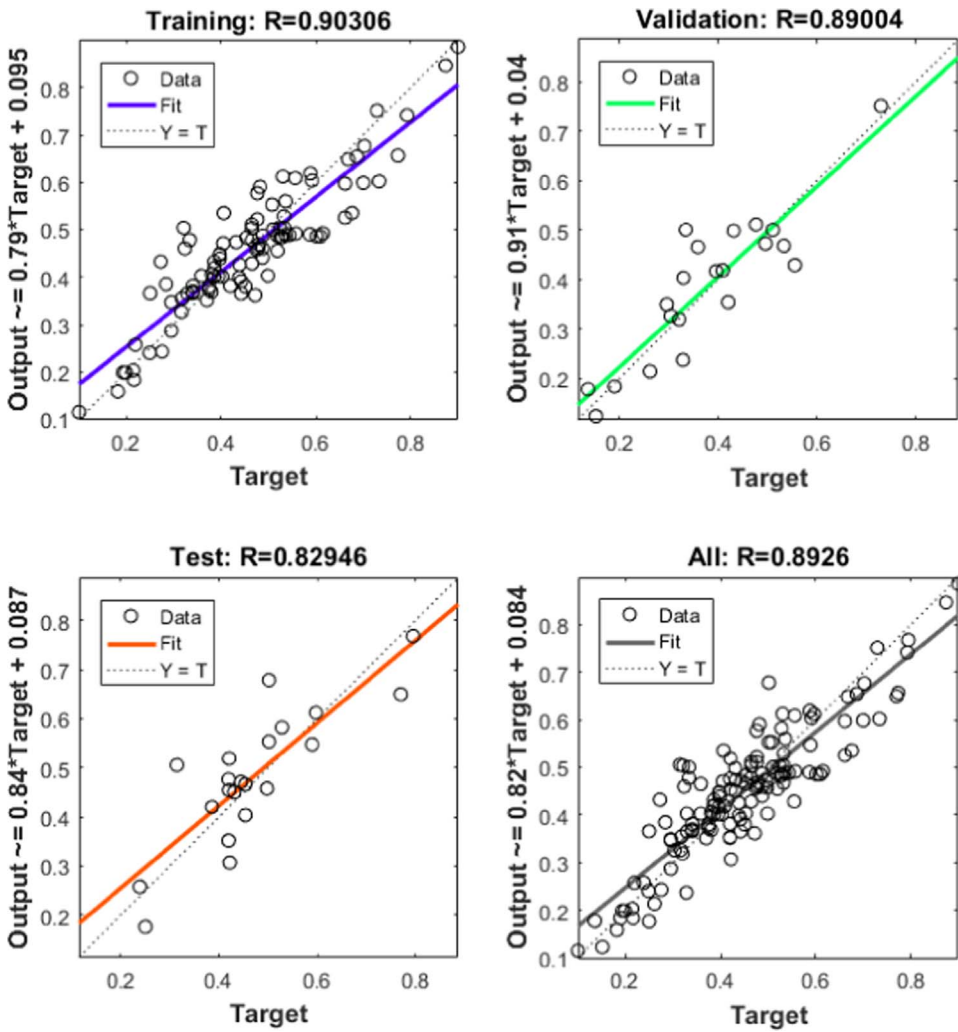 Training: R=0.90306
Output ~= 0.79*Target + 0.095
0.8
0.7
0.6
0.5
0.4
0.3
0.2
0.1
Data
Fit
Y = T
0.2
0.4
0.6
0.8
Target
Validation: R=0.89004
Output ~= 0.91*Target + 0.04
0.8
0.7
0.6
0.5
0.4
0.3
0.2
Data
Fit
Y = T
0.2
0.4
0.6
0.8
Target
Test: R=0.82946
Output ~= 0.84*Target + 0.087
0.8
0.7
0.6
0.5
0.4
0.3
0.2
Data
Fit
Y = T
0.2
0.4
0.6
0.8
Target
All: R=0.8926
Output ~= 0.82*Target + 0.084
0.8
0.7
0.6
0.5
0.4
0.3
0.2
0.1
Data
Fit
Y = T
0.2
0.4
0.6
0.8
Target